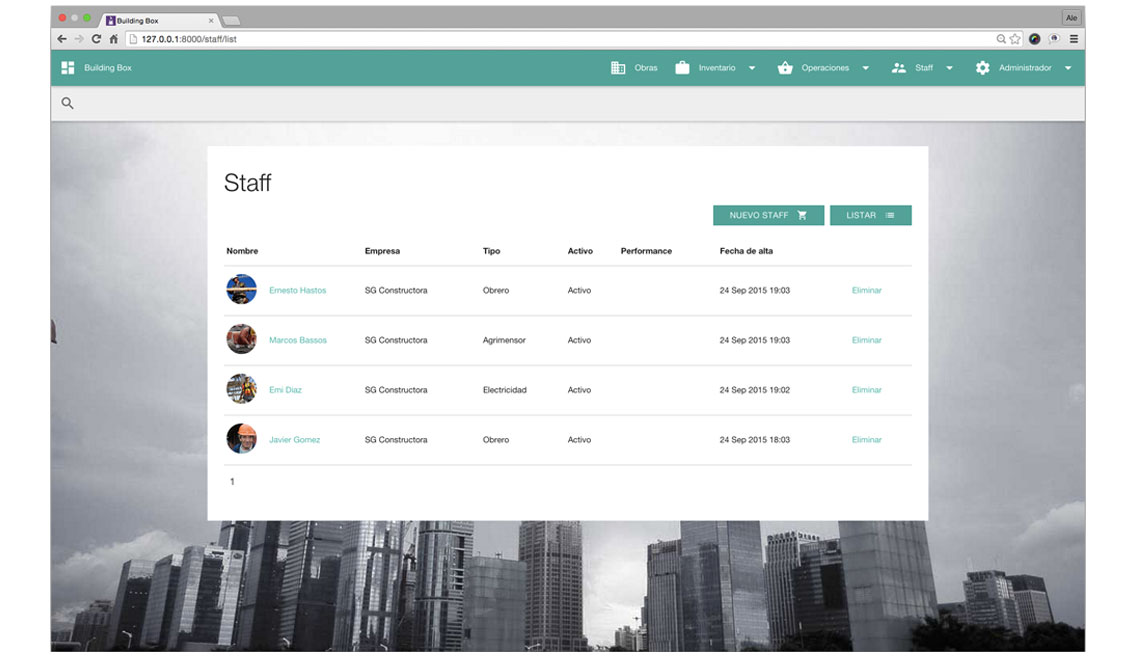 Building Box
Ale
127.0.0.1:8000/staff/list
Building Box Obras Inventario Operaciones Staff Administrador
Staff
NUEVO STAFF LISTAR
Nombre Empresa Tipo Activo Performance Fecha de alta
Ernesto Hastos SG Constructora Obrero Activo 24 Sep 2015 19:03 Eliminar
Marcos Bassos SG Constructora Agrimensor Activo 24 Sep 2015 19:03 Eliminar
Emi Diaz SG Constructora Electricidad Activo 24 Sep 2015 19:02 Eliminar
Javier Gomez SG Constructora Obrero Activo 24 Sep 2015 18:03 Eliminar
1